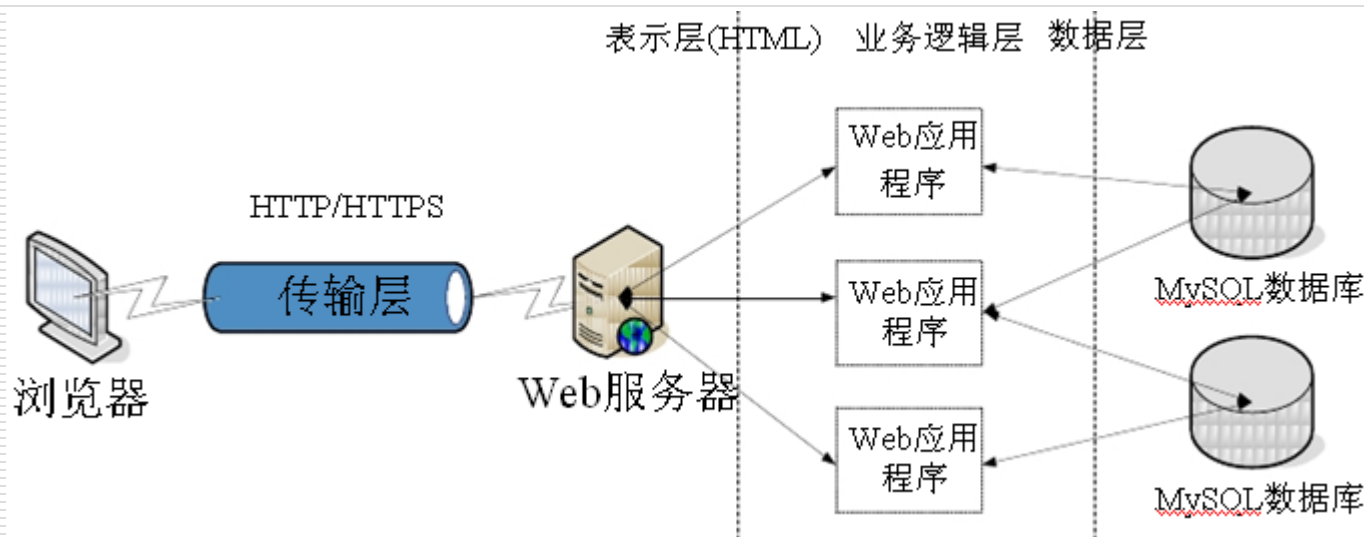 表示层(HTML) 业务逻辑层 数据层
Web应用
程序
HTTP/HTTPS
传输层
浏览器
Web服务器
Web应用
程序
MySQL数据库
Web应用
程序
MySQL数据库